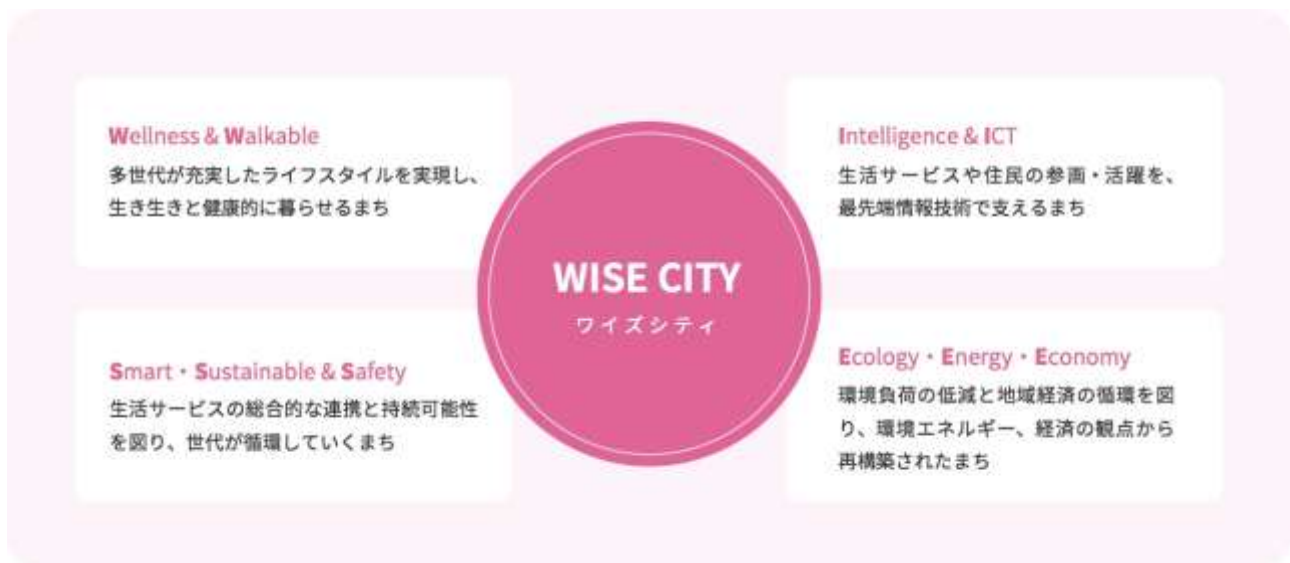 Wellness & Walkable
多世代が充実したライフスタイルを実現し、
生き生きと健康的に暮らせるまち
Intelligence & ICT
生活サービスや住民の参画・活躍を、
最先端情報技術で支えるまち
WISE CITY
ワイズシティ
Smart・Sustainable & Safety
生活サービスの総合的な連携と持続可能性
を図り、世代が循環していくまち
Ecology・Energy・Economy
環境負荷の低減と地域経済の循環を図
り、環境エネルギー、経済の観点から
再構築されたまち